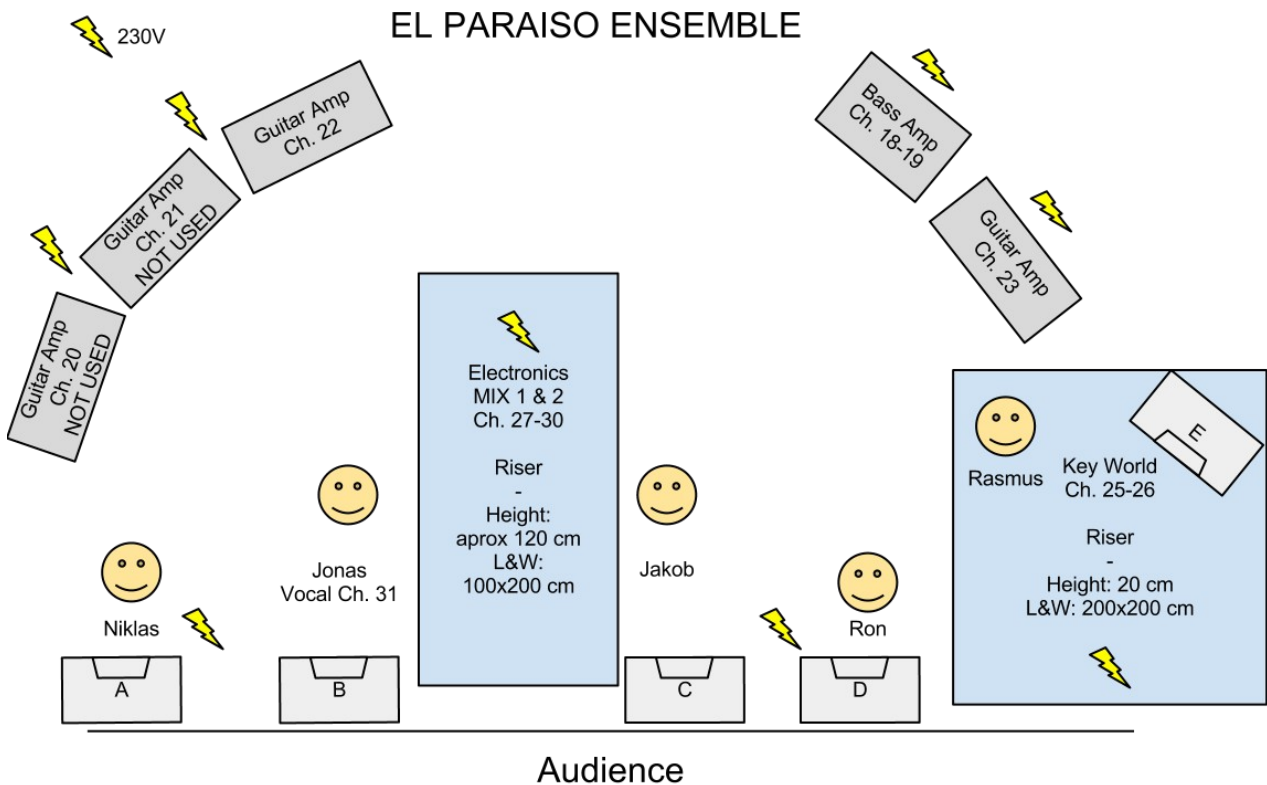 EL PARAISO ENSEMBLE
230V
Guitar Amp
Ch. 22
Guitar Amp
Ch. 21
NOT USED
Guitar Amp
Ch. 20
NOT USED
Bass Amp
Ch. 18-19
Guitar Amp
Ch. 23
Electronics
MIX 1 & 2
Ch. 27-30
Riser
-
Height:
aprox 120 cm
L&W:
100x200 cm
E
Rasmus
Key World
Ch. 25-26
Riser
-
Height: 20 cm
L&W: 200x200 cm
Niklas
Jonas
Vocal Ch. 31
Jakob
Ron
A
B
C
D
Audience